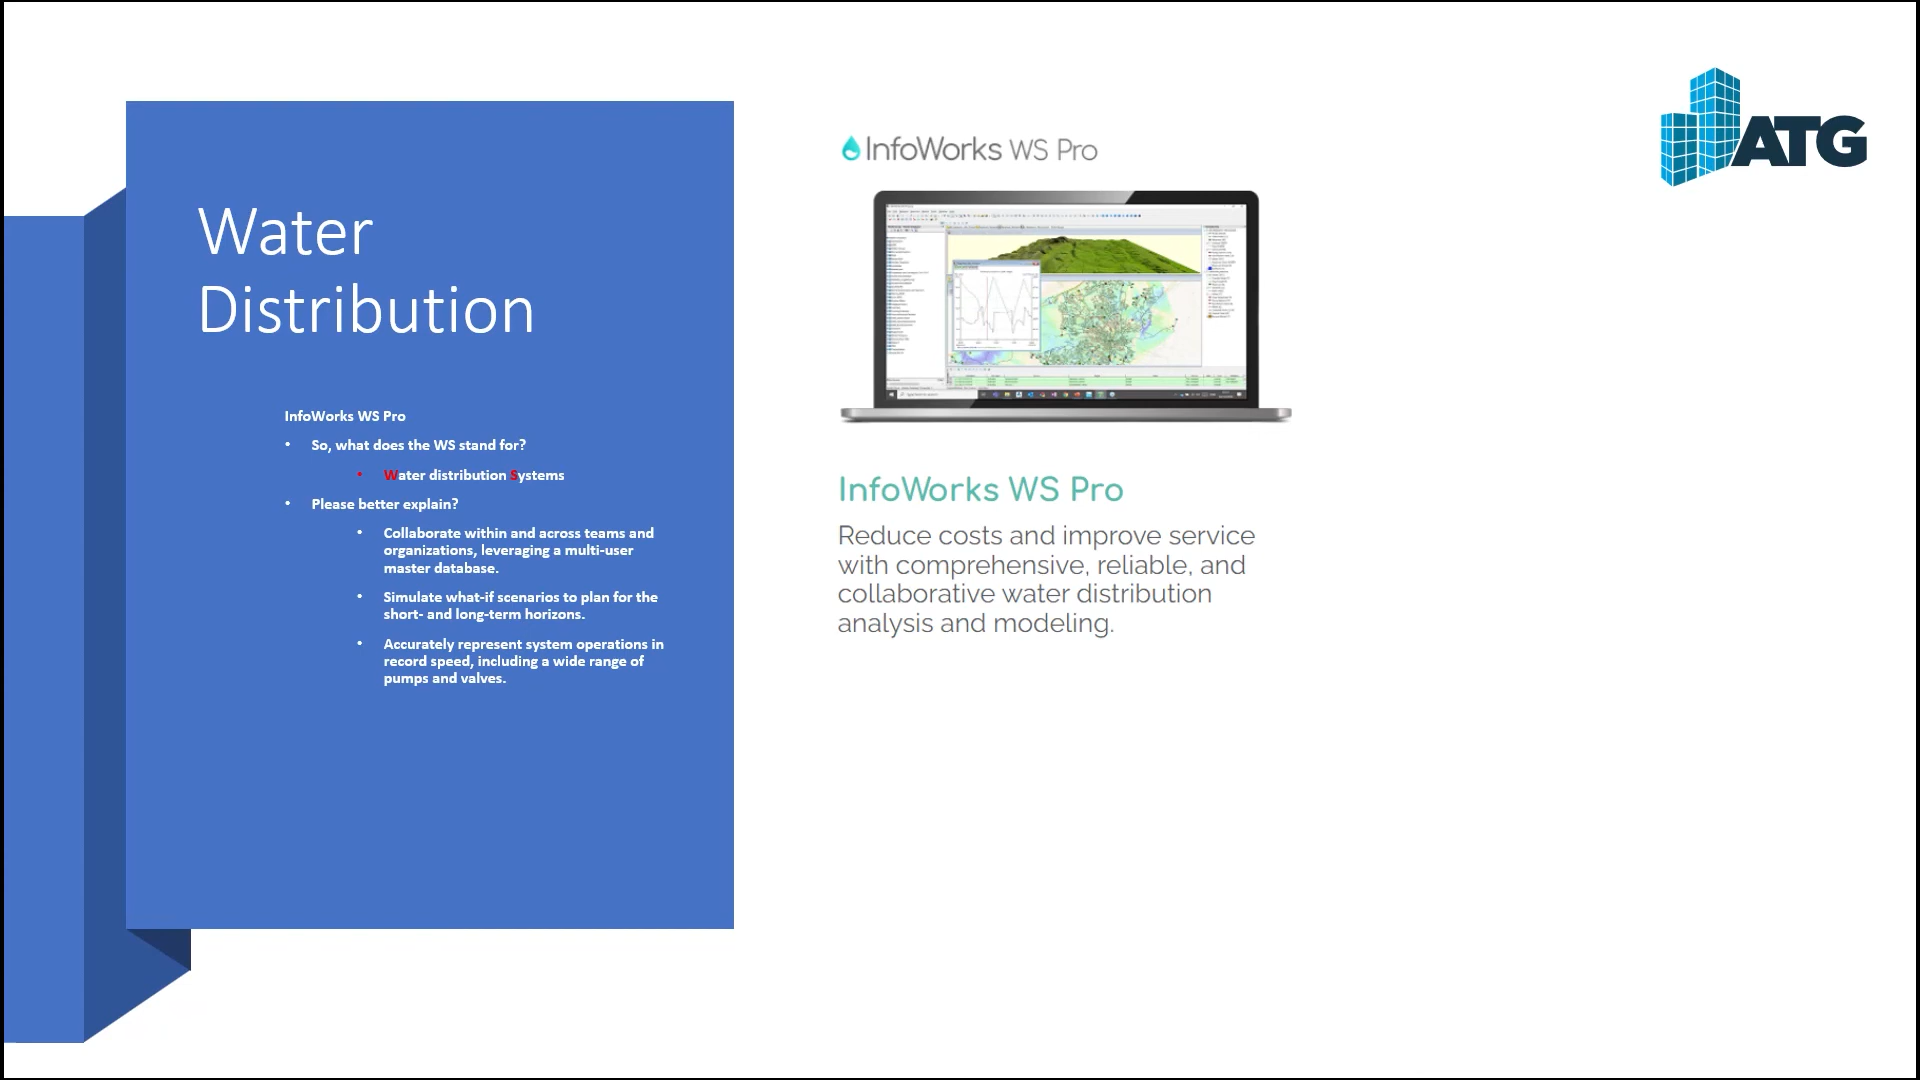 Water
Distribution
InfoWorks WS Pro
• So, what does the WS stand for?
• Water distribution Systems
• Please better explain?
• Collaborate within and across teams and
organizations, leveraging a multi-user
master database.
• Simulate what-if scenarios to plan for the
short- and long-term horizons.
• Accurately represent system operations in
record speed, including a wide range of
pumps and valves.
InfoWorks WS Pro
InfoWorks WS Pro
Reduce costs and improve service
with comprehensive, reliable, and
collaborative water distribution
analysis and modeling.
ATG